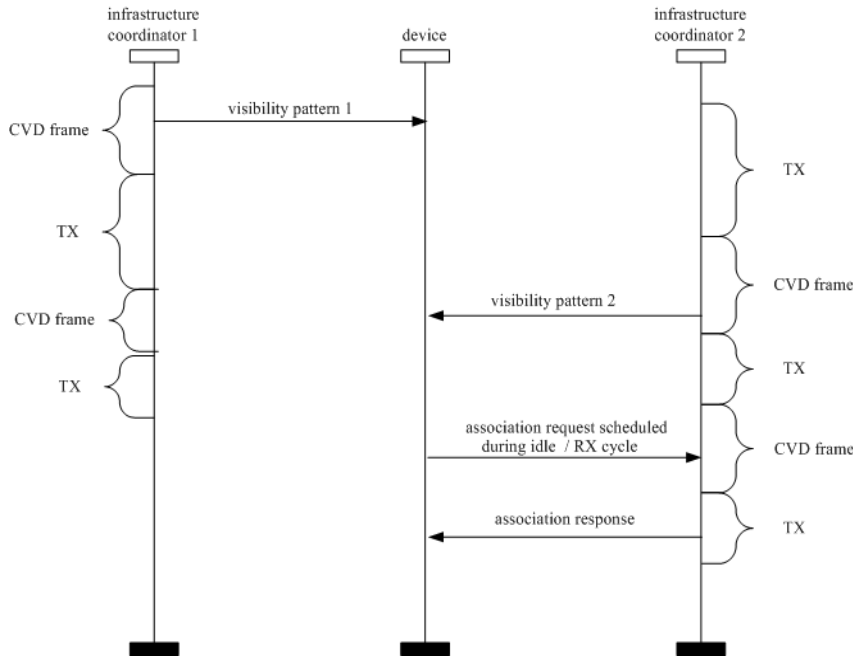 infrastructure
coordinator 1
device
infrastructure
coordinator 2
visibility pattern 1
CVD frame
TX
TX
CVD frame
visibility pattern 2
CVD frame
TX
TX
association request scheduled
during idle / RX cycle
CVD frame
association response
TX